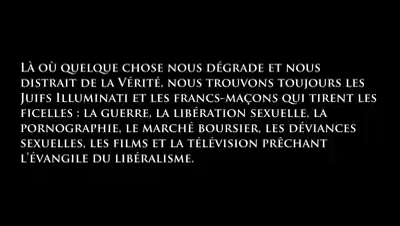 Là où quelque chose nous dégrade et nous
distrait de la Vérité, nous trouvons toujours les
Juifs Illuminati et les francs-maçons qui tirent les
ficelles : la guerre, la libération sexuelle, la
pornographie, le marché boursier, les déviances
sexuelles, les films et la télévision prêchant
l'évangile du libéralisme.